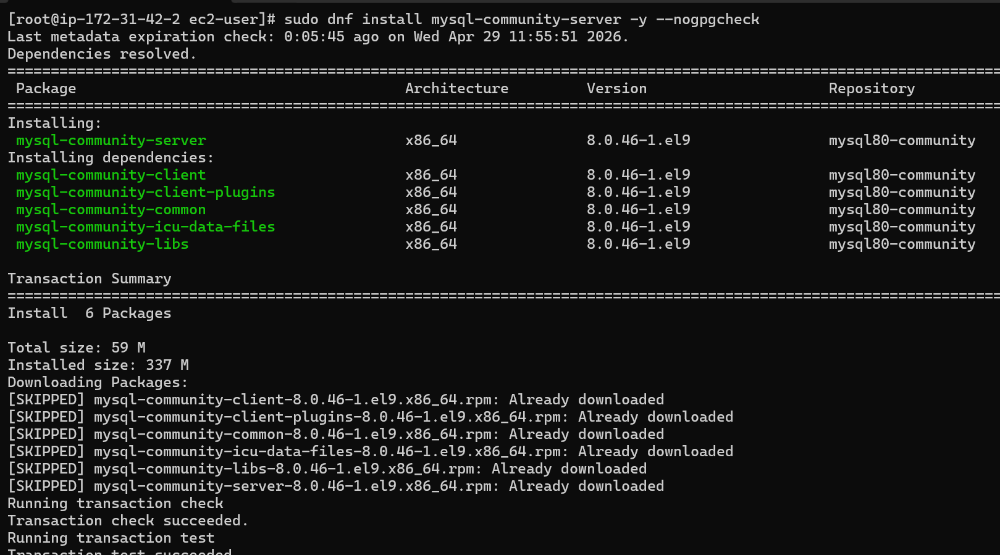 [root@ip-172-31-42-2 ec2-user]# sudo dnf install mysql-community-server -y --nogpgcheck
Last metadata expiration check: 0:05:45 ago on Wed Apr 29 11:55:51 2026.
Dependencies resolved.
Package Architecture Version Repository
Installing:
mysql-community-server x86_64 8.0.46-1.el9 mysql80-community
Installing dependencies:
mysql-community-client x86_64 8.0.46-1.el9 mysql80-community
mysql-community-client-plugins x86_64 8.0.46-1.el9 mysql80-community
mysql-community-common x86_64 8.0.46-1.el9 mysql80-community
mysql-community-icu-data-files x86_64 8.0.46-1.el9 mysql80-community
mysql-community-libs x86_64 8.0.46-1.el9 mysql80-community
Transaction Summary
Install 6 Packages
Total size: 59 M
Installed size: 337 M
Downloading Packages:
[SKIPPED] mysql-community-client-8.0.46-1.el9.x86_64.rpm: Already downloaded
[SKIPPED] mysql-community-client-plugins-8.0.46-1.el9.x86_64.rpm: Already downloaded
[SKIPPED] mysql-community-common-8.0.46-1.el9.x86_64.rpm: Already downloaded
[SKIPPED] mysql-community-icu-data-files-8.0.46-1.el9.x86_64.rpm: Already downloaded
[SKIPPED] mysql-community-libs-8.0.46-1.el9.x86_64.rpm: Already downloaded
[SKIPPED] mysql-community-server-8.0.46-1.el9.x86_64.rpm: Already downloaded
Running transaction check
Transaction check succeeded.
Running transaction test
Transaction test succeeded